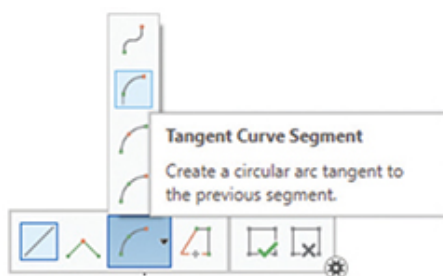 Tangent Curve Segment
Create a circular arc tangent to
the previous segment.